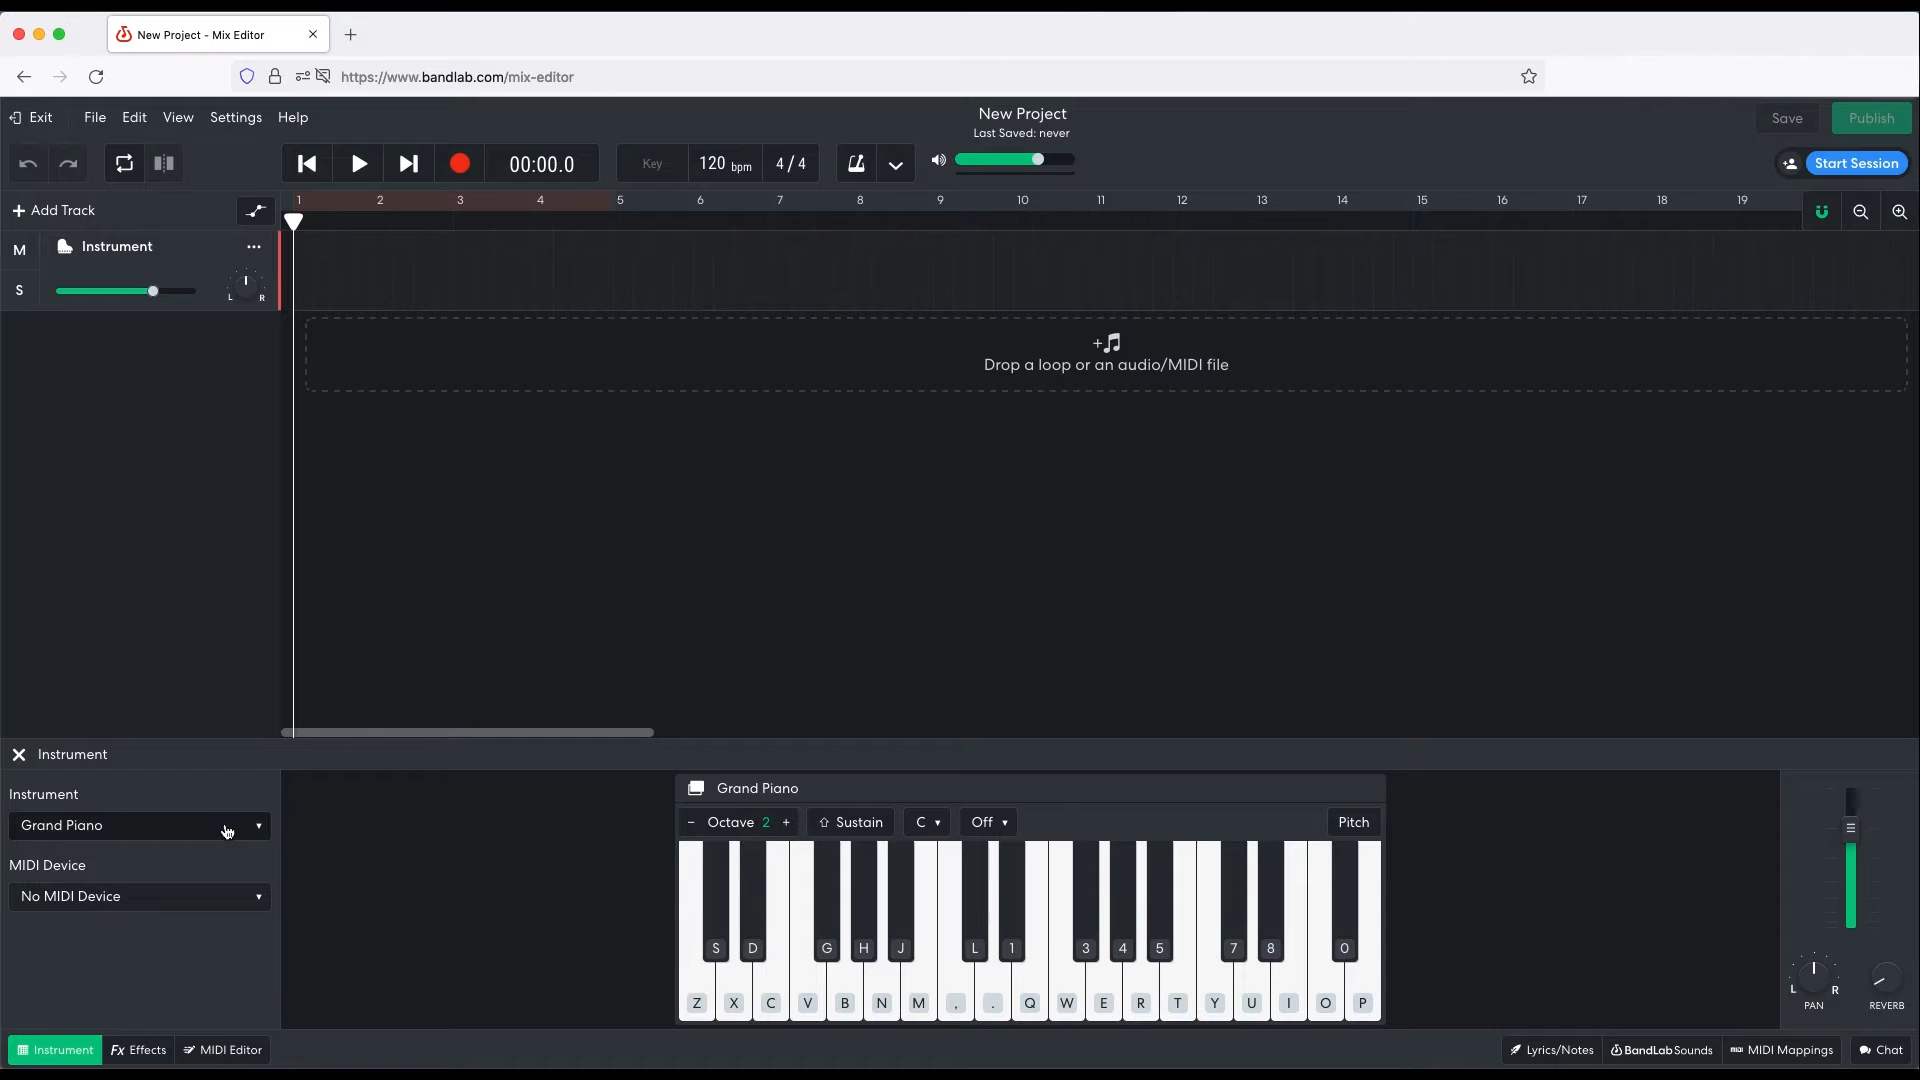 New Project - Mix Editor
https://www.bandlab.com/mix-editor
Exit File Edit View Settings Help
New Project
Last Saved: never
Save Publish
00:00.0 Key 120 bpm 4 / 4
Start Session
Add Track
1 2 3 4 5 6 7 8 9 10 11 12 13 14 15 16 17 18 19
M Instrument
S L R
Drop a loop or an audio/MIDI file
Instrument
Instrument
Grand Piano
MIDI Device
No MIDI Device
Grand Piano
− Octave 2 + Sustain C Off Pitch
S D G H J L 1 3 4 5 7 8 0
Z X C V B N M , . Q W E R T Y U I O P
L R
PAN REVERB
Instrument Fx Effects MIDI Editor
Lyrics/Notes BandLab Sounds MIDI Mappings Chat